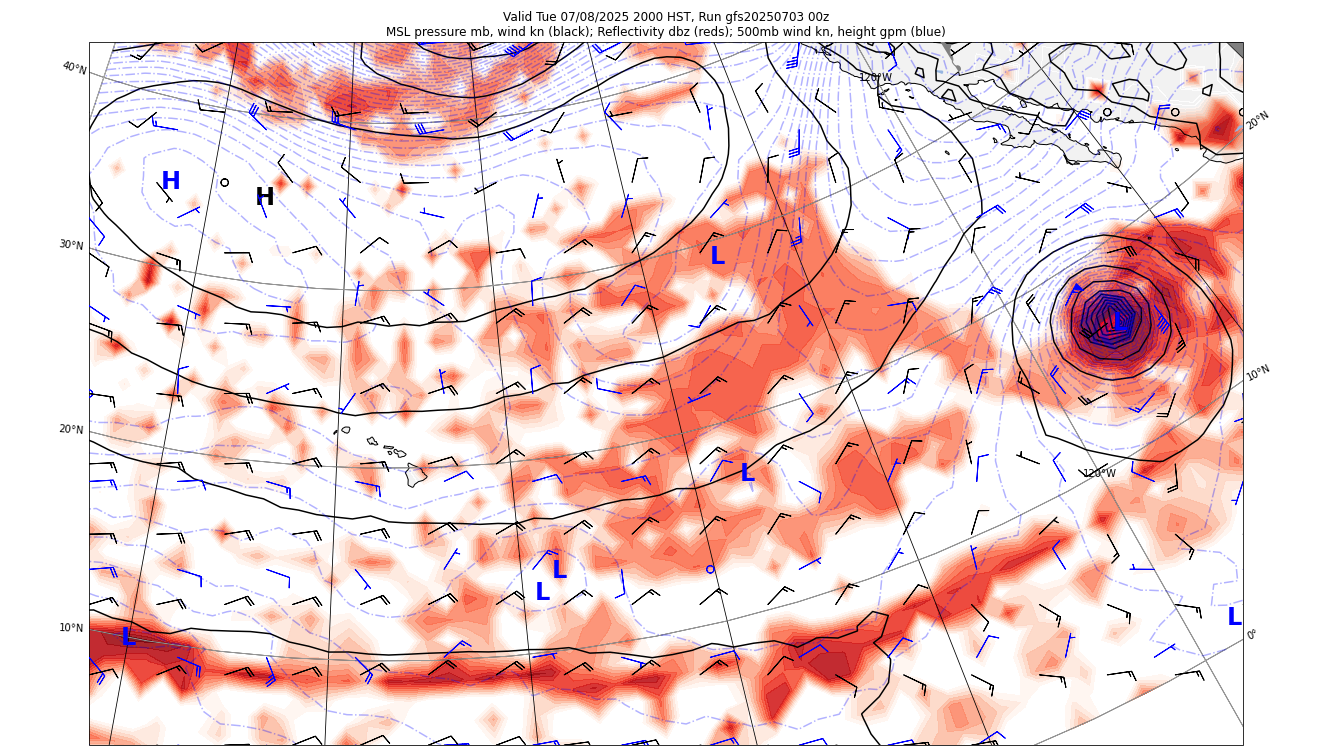 Valid Tue 07/08/2025 2000 HST, Run gfs20250703 00z
MSL pressure mb, wind kn (black); Reflectivity dbz (reds); 500mb wind kn, height gpm (blue)
40°N
120°W
20°N
H
H
30°N
L
L
10°N
20°N
L
120°W
L
L
10°N
L
L
0°